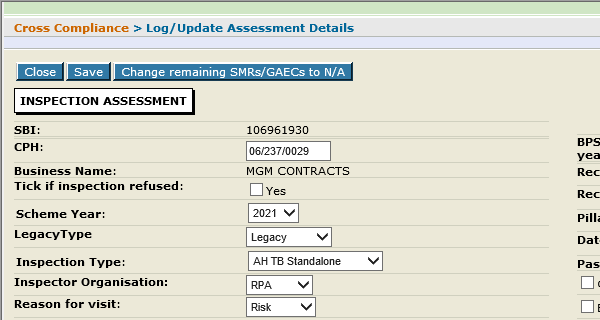 Cross Compliance > Log/Update Assessment Details
Close Save Change remaining SMRs/GAECs to N/A
INSPECTION ASSESSMENT
SBI: 106961930
CPH: 06/237/0029
BPS
yea
Business Name: MGM CONTRACTS
Rec
Tick if inspection refused: Yes
Rec
Scheme Year: 2021
Pilla
LegacyType Legacy
Dat
Inspection Type: AH TB Standalone
Pas
Inspector Organisation: RPA
Reason for visit: Risk